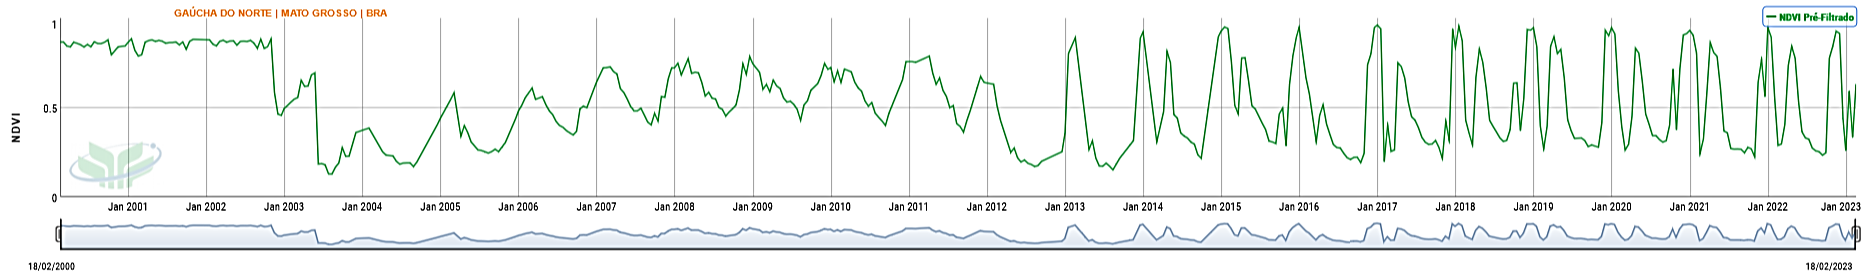 GAÚCHA DO NORTE | MATO GROSSO | BRA
NDVI Pré-Filtrado
1
0.5
0
NDVI
Jan 2001 Jan 2002 Jan 2003 Jan 2004 Jan 2005 Jan 2006 Jan 2007 Jan 2008 Jan 2009 Jan 2010 Jan 2011 Jan 2012 Jan 2013 Jan 2014 Jan 2015 Jan 2016 Jan 2017 Jan 2018 Jan 2019 Jan 2020 Jan 2021 Jan 2022 Jan 2023
18/02/2000 18/02/2023